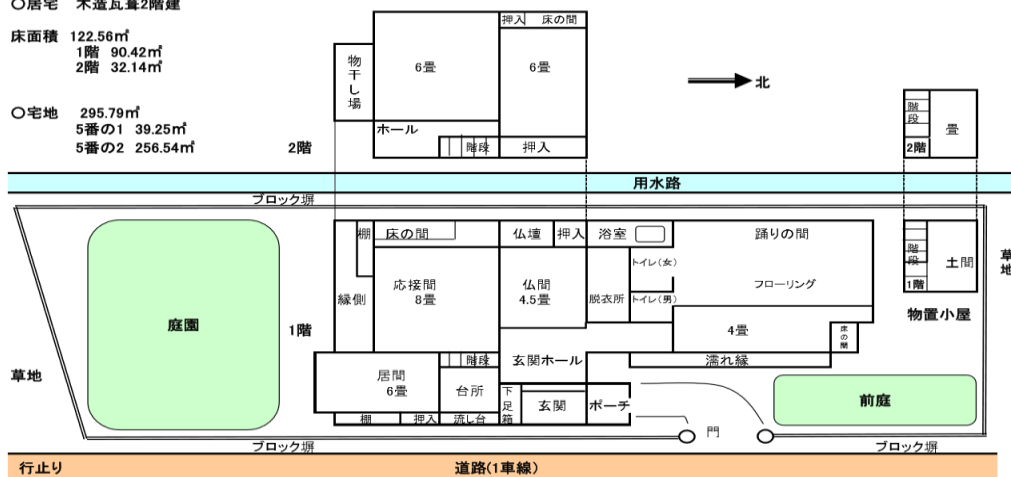 〇居宅　木造瓦葺2階建
床面積　122.56㎡
1階　90.42㎡
2階　32.14㎡
〇宅地　295.79㎡
5番の1　39.25㎡
5番の2　256.54㎡
押入　床の間
物干し場
6畳
6畳
北
ホール
階段
押入
2階
階段
畳
2階
用水路
ブロック塀
棚
床の間
仏壇
押入
浴室
踊りの間
トイレ(女)
階段
土間
草地
縁側
応接間
8畳
仏間
4.5畳
脱衣所
トイレ(男)
フローリング
1階
物置小屋
庭園
1階
4畳
床の間
草地
階段
玄関ホール
濡れ縁
居間
6畳
台所
下足箱
玄関
ポーチ
前庭
棚
押入
流し台
門
ブロック塀
ブロック塀
行止り
道路(1車線)